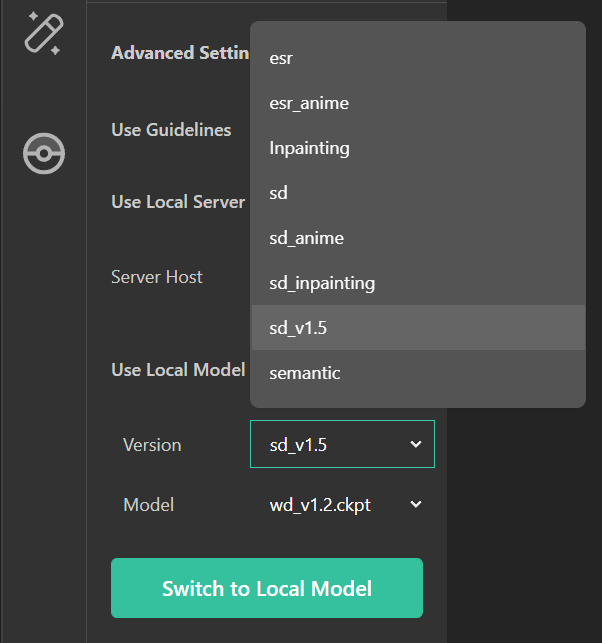 Advanced Settin
esr
esr_anime
Use Guidelines
Inpainting
Use Local Server
sd
sd_anime
Server Host
sd_inpainting
sd_v1.5
Use Local Model
semantic
Version
sd_v1.5
Model
wd_v1.2.ckpt
Switch to Local Model